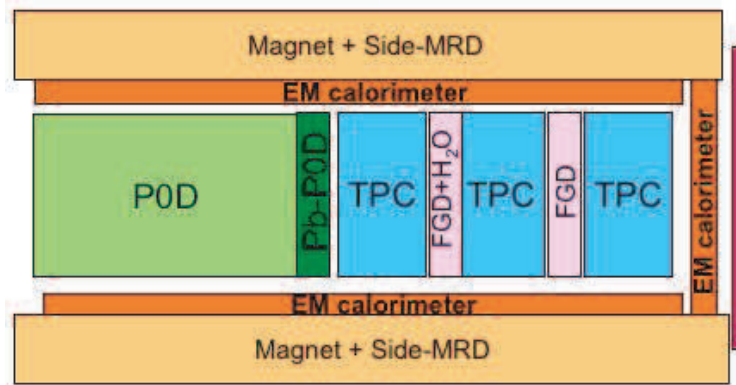 Magnet + Side-MRD
EM calorimeter
P0D
Pb-P0D
TPC
FGD+H₂O
TPC
FGD
TPC
EM calorimeter
EM calorimeter
Magnet + Side-MRD